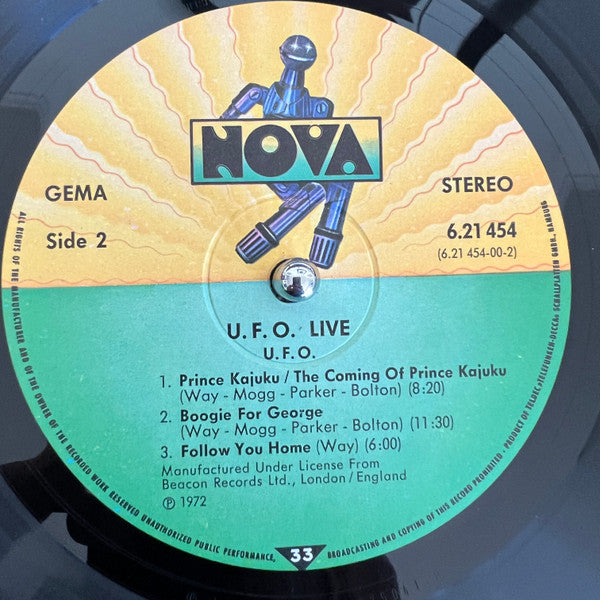 NOVA
GEMA
STEREO
Side 2
6.21 454
(6.21 454-00-2)
U.F.O. LIVE
U.F.O.
1. Prince Kajuku / The Coming Of Prince Kajuku
(Way - Mogg - Parker - Bolton) (8:20)
2. Boogie For George
(Way - Mogg - Parker - Bolton) (11:30)
3. Follow You Home (Way) (6:00)
Manufactured Under License From
Beacon Records Ltd., London / England
Ⓟ 1972
33
ALL RIGHTS OF THE MANUFACTURER AND OF THE OWNER OF THE RECORDED WORK RESERVED UNAUTHORIZED PUBLIC PERFORMANCE, BROADCASTING AND COPYING OF THIS RECORD PROHIBITED · PRODUCT OF TELDEC »TELEFUNKEN-DECCA« SCHALLPLATTEN GMBH., HAMBURG